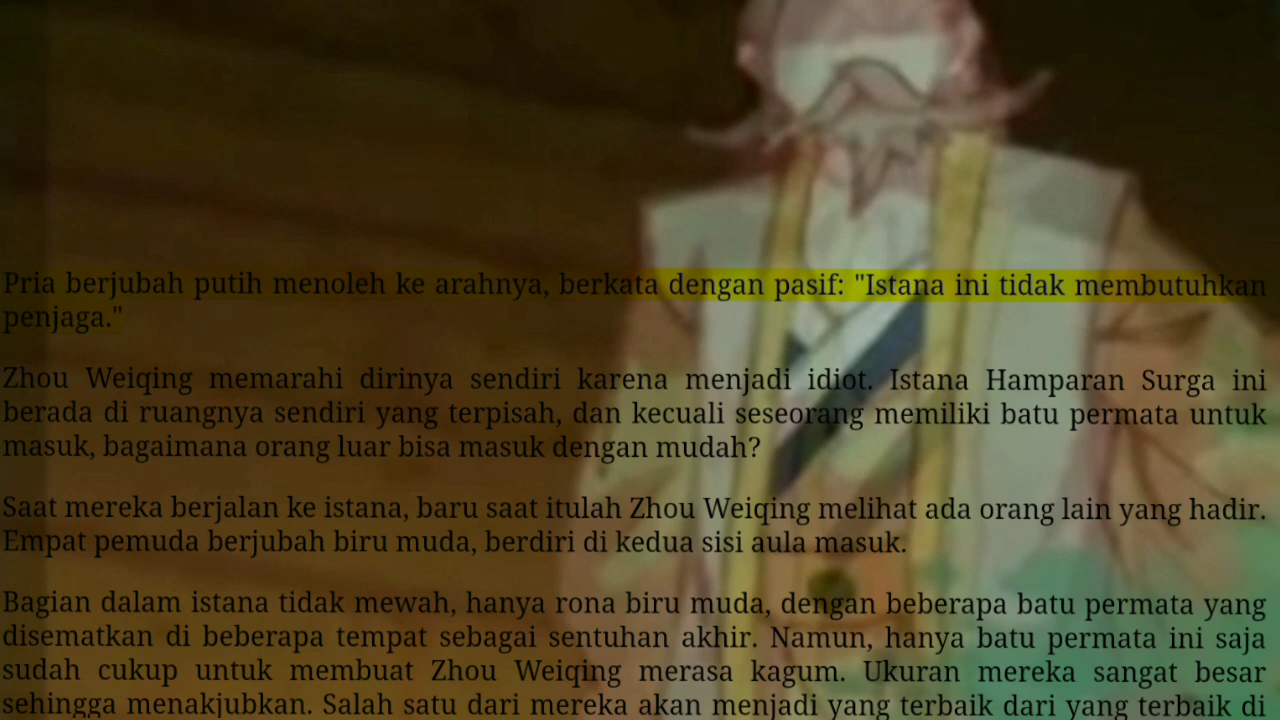 Pria berjubah putih menoleh ke arahnya, berkata dengan pasif: "Istana ini tidak membutuhkan
penjaga."
Zhou Weiqing memarahi dirinya sendiri karena menjadi idiot. Istana Hamparan Surga ini
berada di ruangnya sendiri yang terpisah, dan kecuali seseorang memiliki batu permata untuk
masuk, bagaimana orang luar bisa masuk dengan mudah?
Saat mereka berjalan ke istana, baru saat itulah Zhou Weiqing melihat ada orang lain yang hadir.
Empat pemuda berjubah biru muda, berdiri di kedua sisi aula masuk.
Bagian dalam istana tidak mewah, hanya rona biru muda, dengan beberapa batu permata yang
disematkan di beberapa tempat sebagai sentuhan akhir. Namun, hanya batu permata ini saja
sudah cukup untuk membuat Zhou Weiqing merasa kagum. Ukuran mereka sangat besar
sehingga menakjubkan. Salah satu dari mereka akan menjadi yang terbaik dari yang terbaik di